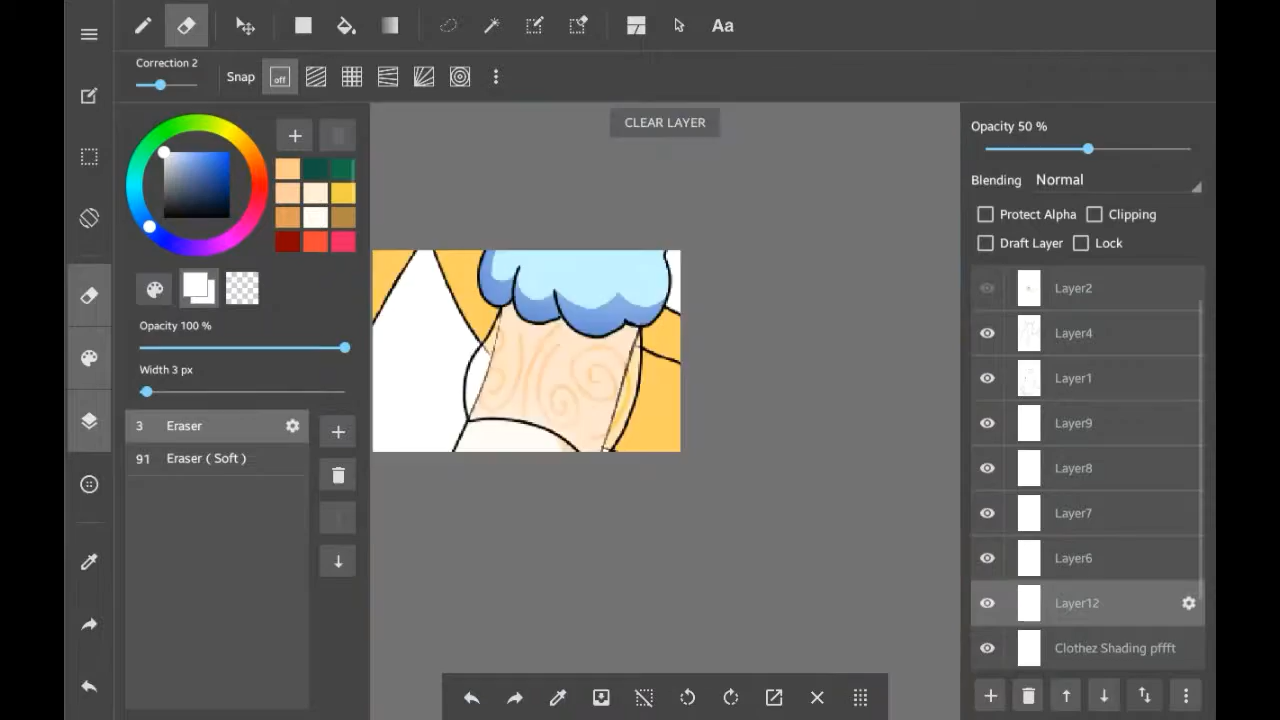 Aa
Correction 2
Snap
off
CLEAR LAYER
Opacity 100 %
Width 3 px
3 Eraser
91 Eraser ( Soft )
Opacity 50 %
Blending Normal
Protect Alpha
Clipping
Draft Layer
Lock
Layer2
Layer4
Layer1
Layer9
Layer8
Layer7
Layer6
Layer12
Clothez Shading pffft